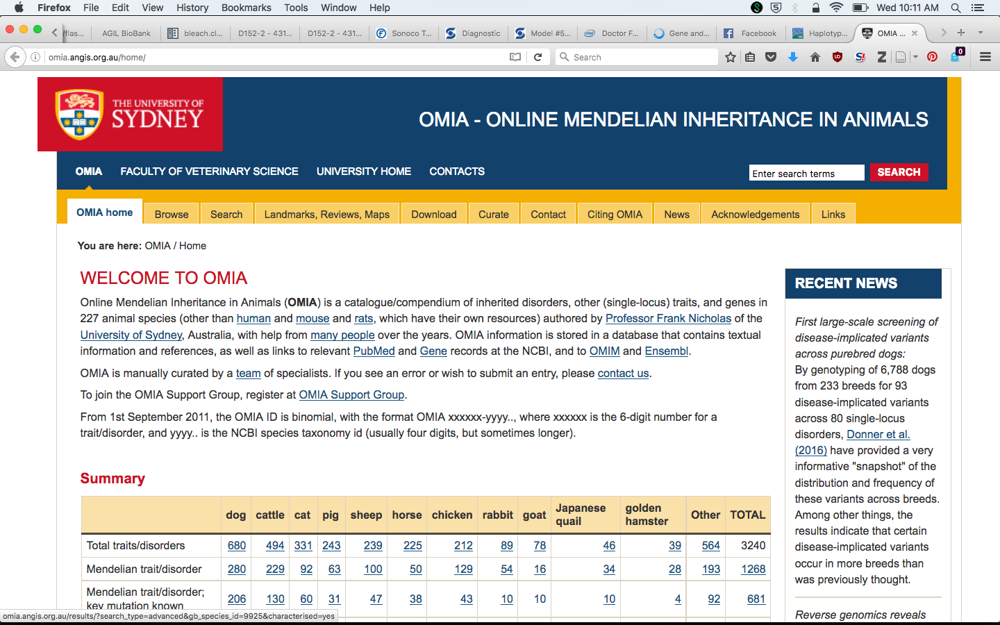 Firefox File Edit View History Bookmarks Tools Window Help Wed 10:11 AM
/flas... AGIL BioBank bleach.cl... D152-2 - 431... D152-2 - 431... Sonoco T... Diagnostic Model #5... Doctor F... Gene and... Facebook Haplotyp... OMIA ...
omia.angis.org.au/home/ Search 0
THE UNIVERSITY OF
SYDNEY
OMIA - ONLINE MENDELIAN INHERITANCE IN ANIMALS
OMIA FACULTY OF VETERINARY SCIENCE UNIVERSITY HOME CONTACTS Enter search terms SEARCH
OMIA home Browse Search Landmarks, Reviews, Maps Download Curate Contact Citing OMIA News Acknowledgements Links
You are here: OMIA / Home
WELCOME TO OMIA
Online Mendelian Inheritance in Animals (OMIA) is a catalogue/compendium of inherited disorders, other (single-locus) traits, and genes in
227 animal species (other than human and mouse and rats, which have their own resources) authored by Professor Frank Nicholas of the
University of Sydney, Australia, with help from many people over the years. OMIA information is stored in a database that contains textual
information and references, as well as links to relevant PubMed and Gene records at the NCBI, and to OMIM and Ensembl.
OMIA is manually curated by a team of specialists. If you see an error or wish to submit an entry, please contact us.
To join the OMIA Support Group, register at OMIA Support Group.
From 1st September 2011, the OMIA ID is binomial, with the format OMIA xxxxxx-yyyy.., where xxxxxx is the 6-digit number for a
trait/disorder, and yyyy.. is the NCBI species taxonomy id (usually four digits, but sometimes longer).
Summary
dog cattle cat pig sheep horse chicken rabbit goat Japanese quail golden hamster Other TOTAL
Total traits/disorders 680 494 331 243 239 225 212 89 78 46 39 564 3240
Mendelian trait/disorder 280 229 92 63 100 50 129 54 16 34 28 193 1268
Mendelian trait/disorder;
key mutation known 206 130 60 31 47 38 43 10 10 10 4 92 681
omia.angis.org.au/results/?search_type=advanced&gb_species_id=9925&characterised=yes
RECENT NEWS
First large-scale screening of
disease-implicated variants
across purebred dogs:
By genotyping of 6,788 dogs
from 233 breeds for 93
disease-implicated variants
across 80 single-locus
disorders, Donner et al.
(2016) have provided a very
informative "snapshot" of the
distribution and frequency of
these variants across breeds.
Among other things, the
results indicate that certain
disease-implicated variants
occur in more breeds than
was previously thought.
Reverse genomics reveals